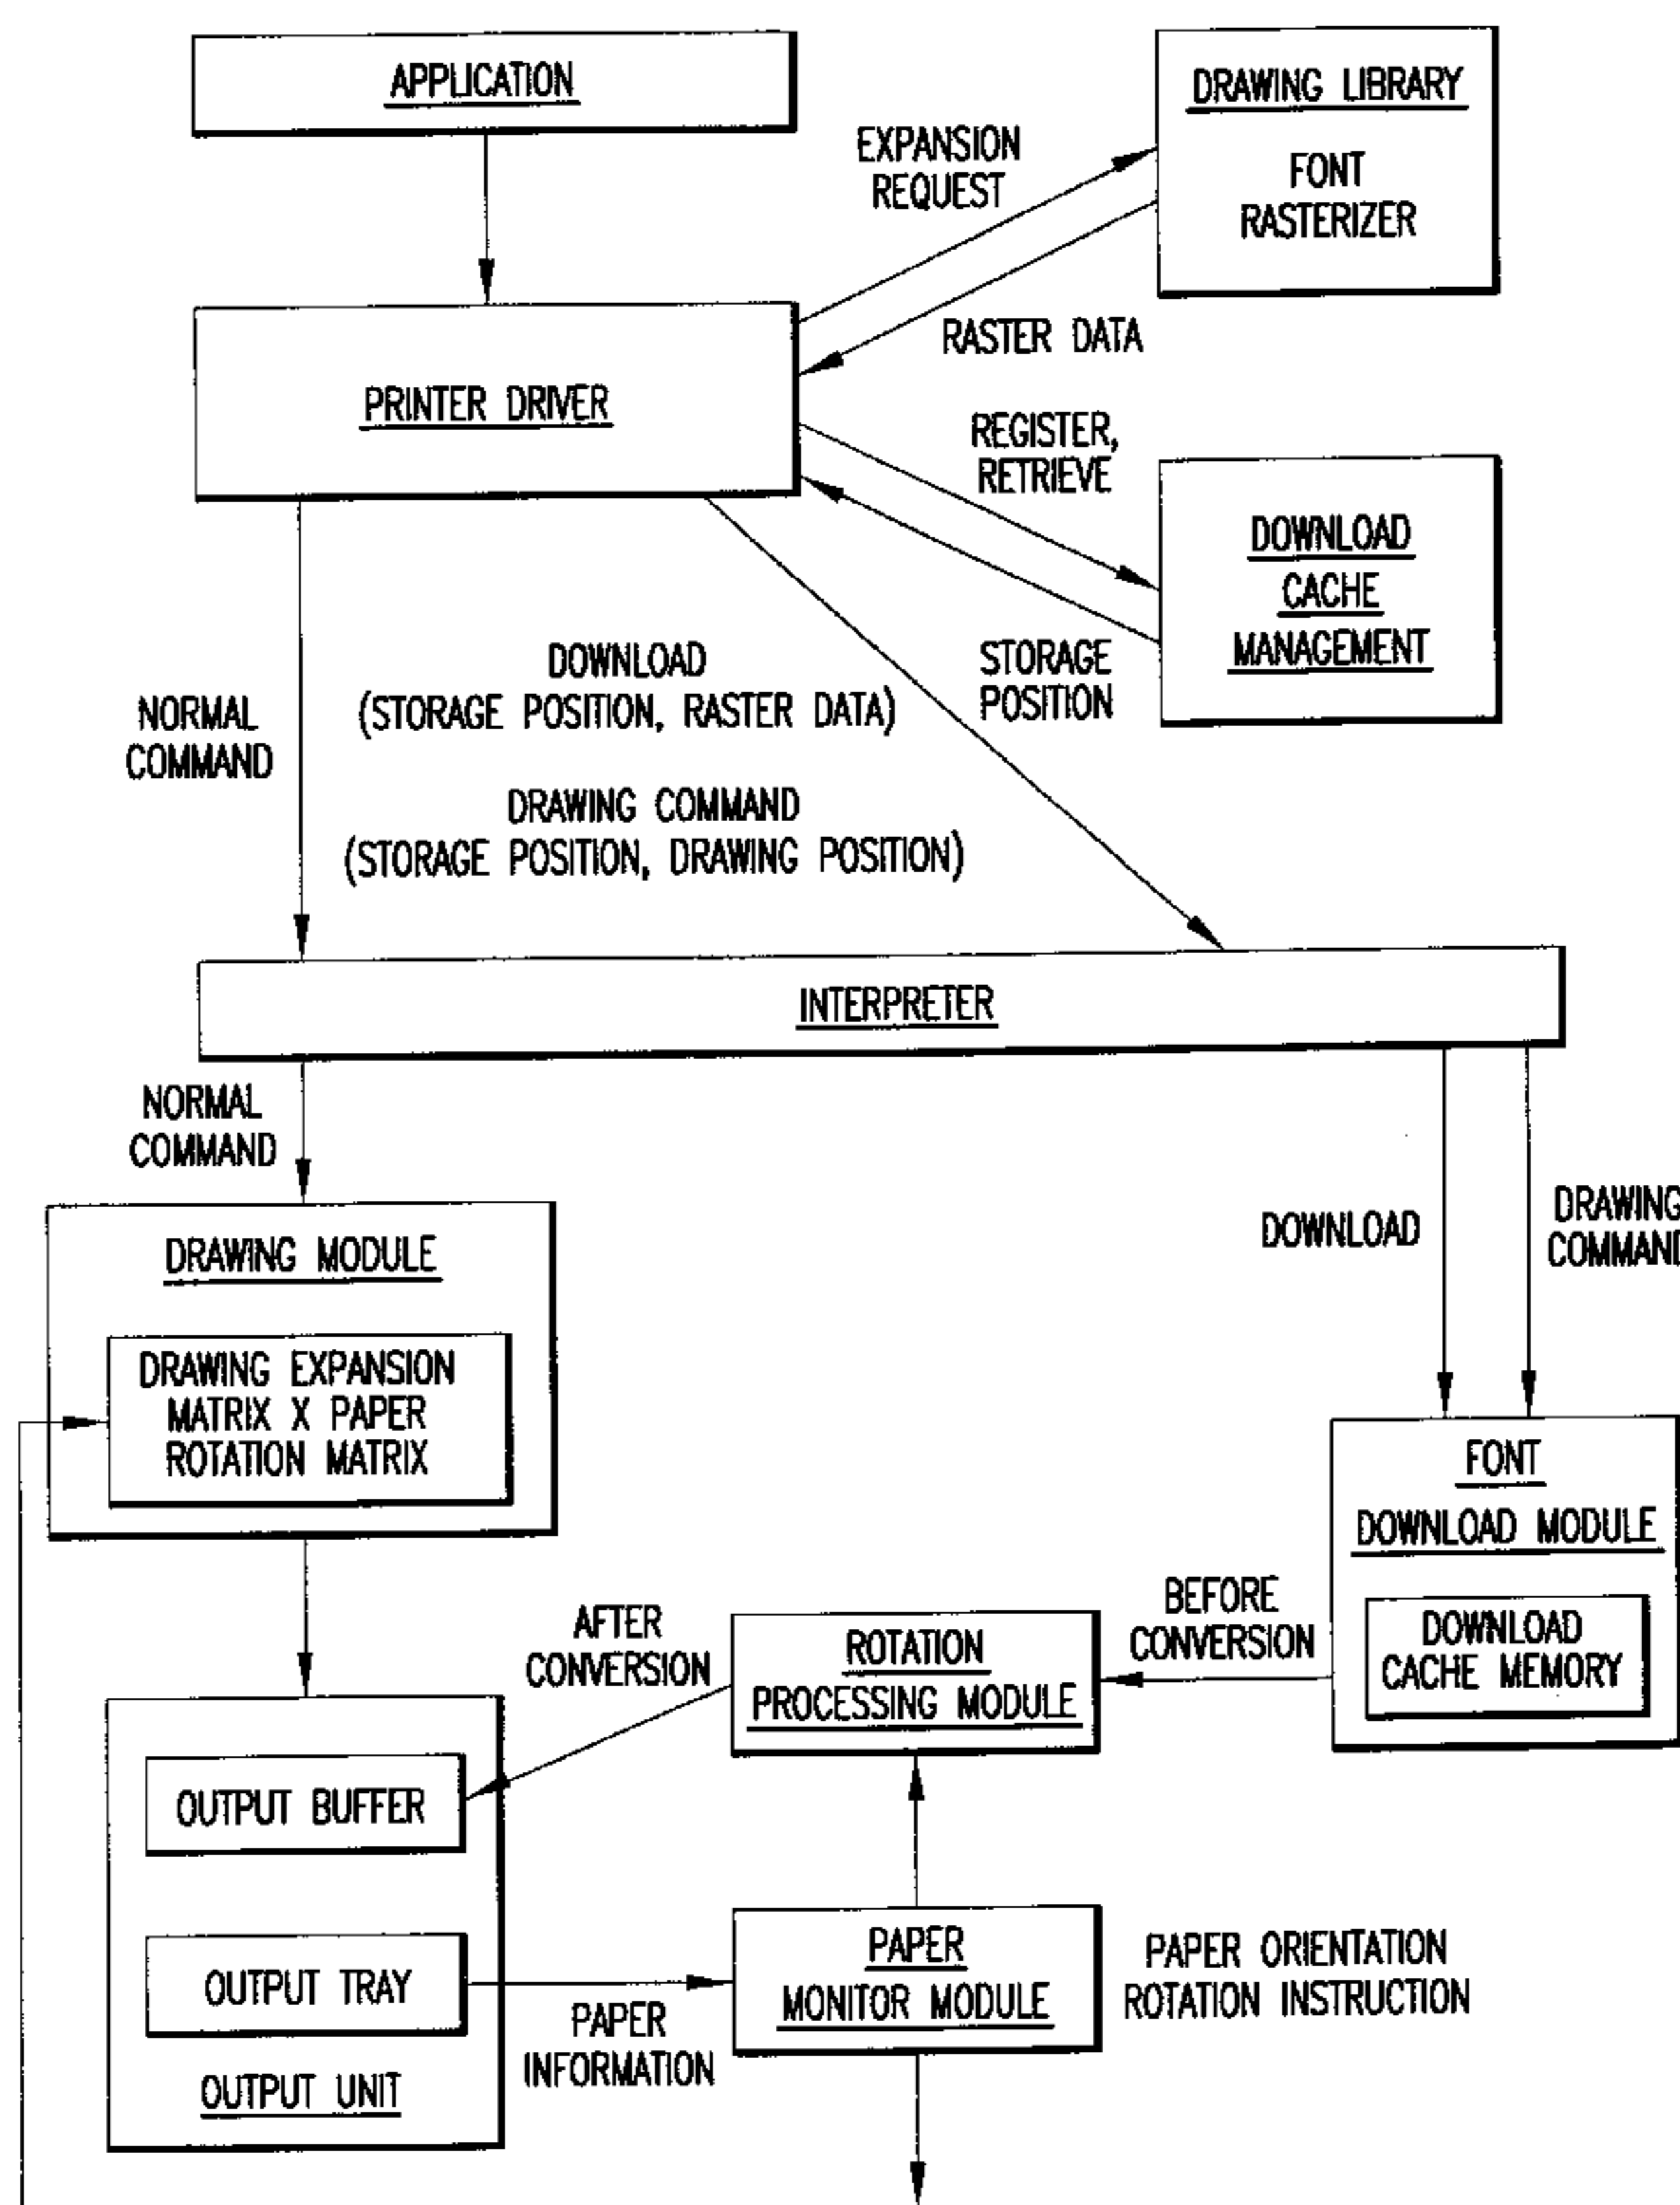 APPLICATION
DRAWING LIBRARY
FONT
RASTERIZER
EXPANSION
REQUEST
RASTER DATA
PRINTER DRIVER
REGISTER,
RETRIEVE
DOWNLOAD
CACHE
MANAGEMENT
STORAGE
POSITION
NORMAL
COMMAND
DOWNLOAD
(STORAGE POSITION, RASTER DATA)
DRAWING COMMAND
(STORAGE POSITION, DRAWING POSITION)
INTERPRETER
NORMAL
COMMAND
DOWNLOAD
DRAWING
COMMAND
DRAWING MODULE
DRAWING EXPANSION
MATRIX X PAPER
ROTATION MATRIX
FONT
DOWNLOAD MODULE
DOWNLOAD
CACHE MEMORY
BEFORE
CONVERSION
ROTATION
PROCESSING MODULE
AFTER
CONVERSION
OUTPUT BUFFER
OUTPUT TRAY
OUTPUT UNIT
PAPER
INFORMATION
PAPER
MONITOR MODULE
PAPER ORIENTATION
ROTATION INSTRUCTION